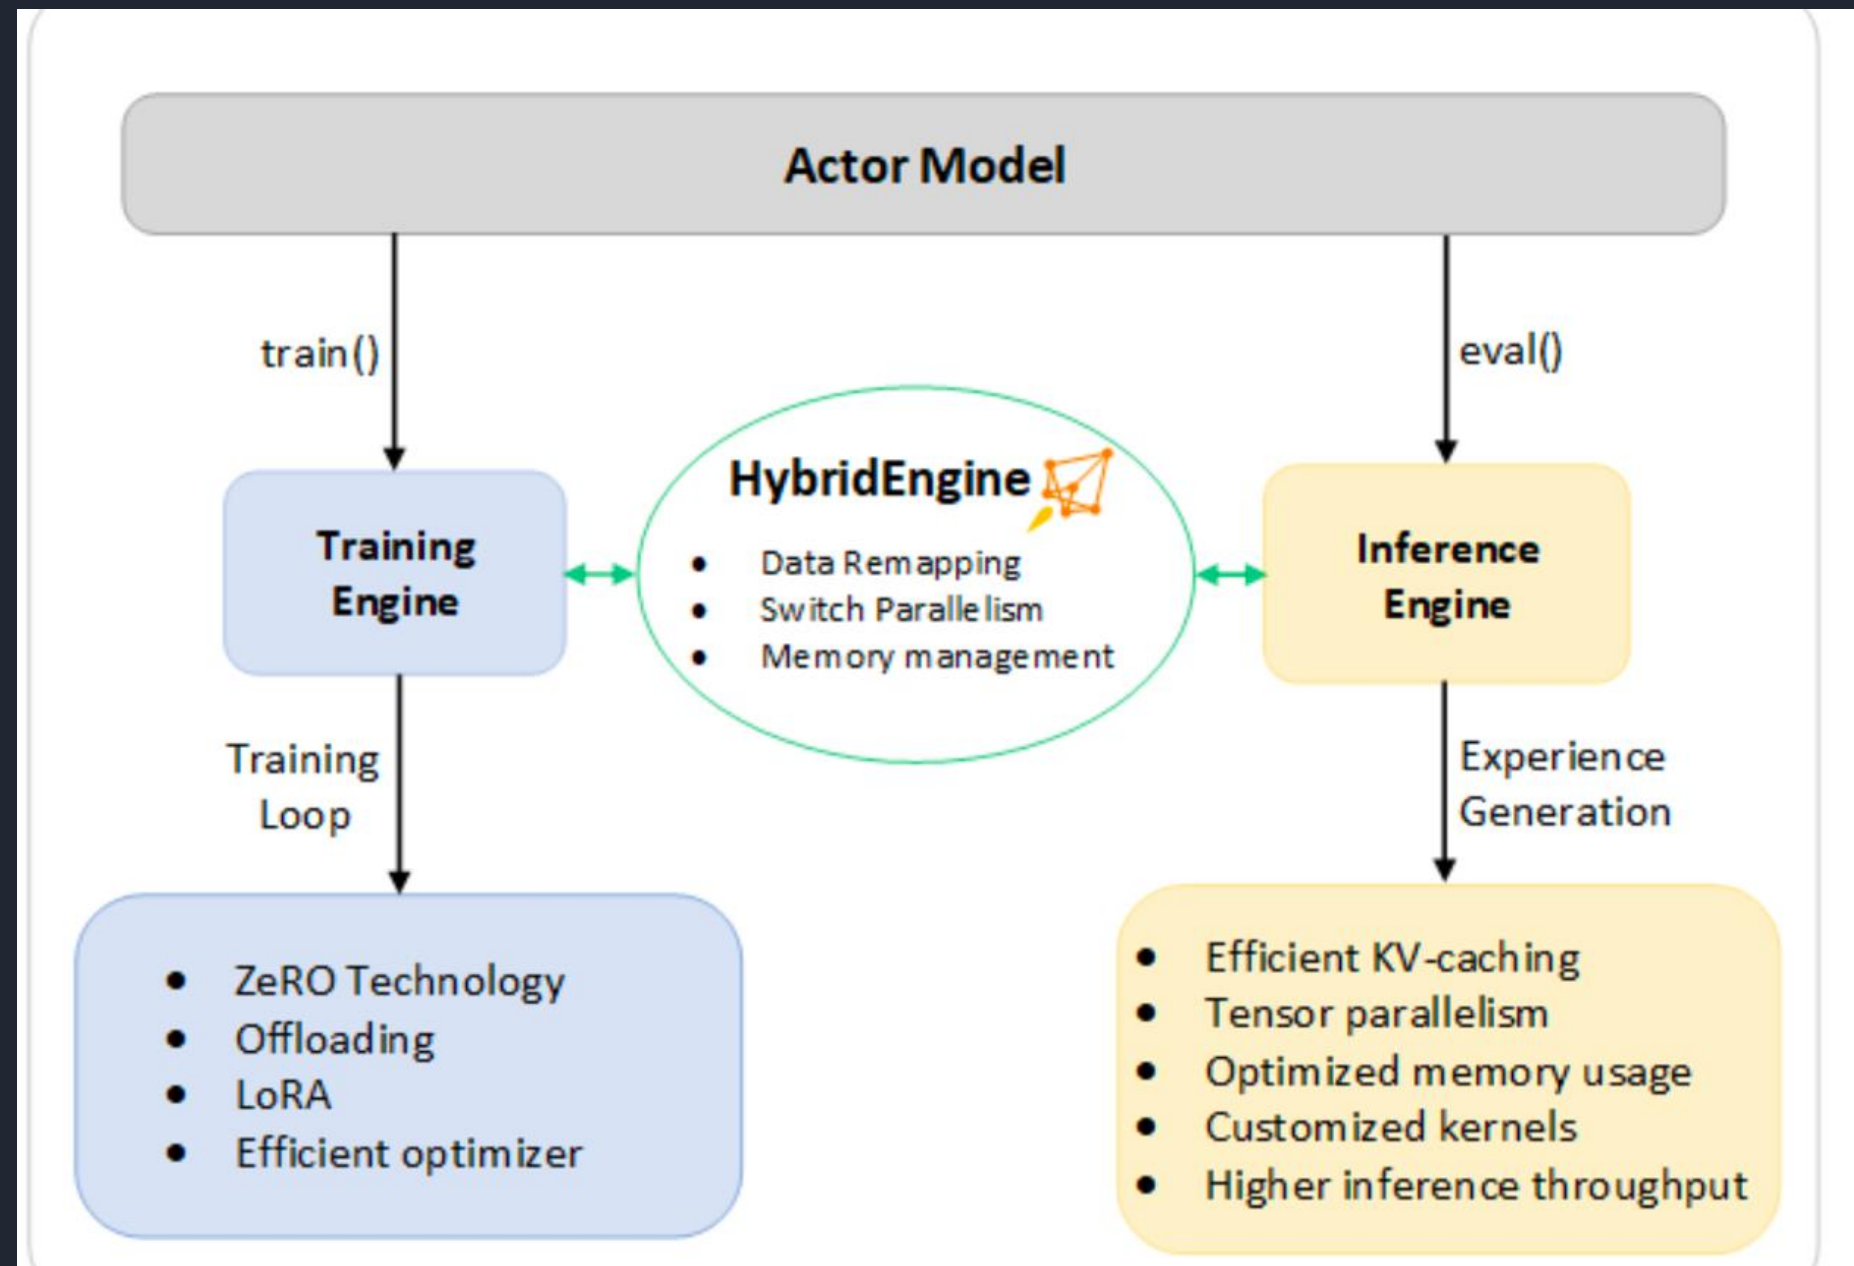 Actor Model
train()
eval()
HybridEngine
• Data Remapping
• Switch Parallelism
• Memory management
Training
Engine
Inference
Engine
Training
Loop
Experience
Generation
• ZeRO Technology
• Offloading
• LoRA
• Efficient optimizer
• Efficient KV-caching
• Tensor parallelism
• Optimized memory usage
• Customized kernels
• Higher inference throughput